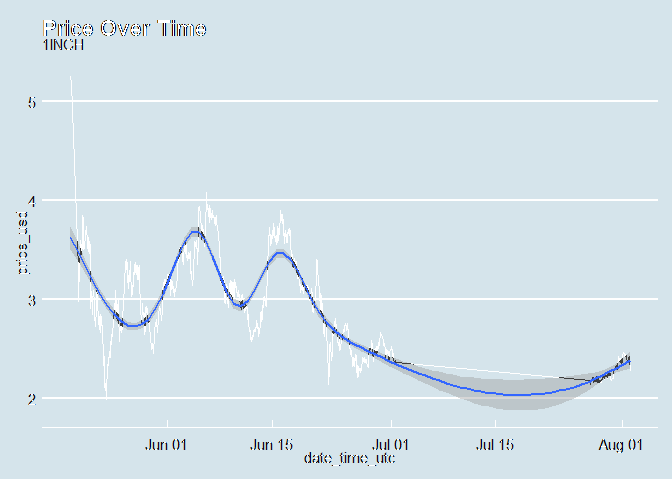 Price Over Time
1INCH
5
4
3
2
price_usd
Jun 01
Jun 15
Jul 01
Jul 15
Aug 01
date_time_utc